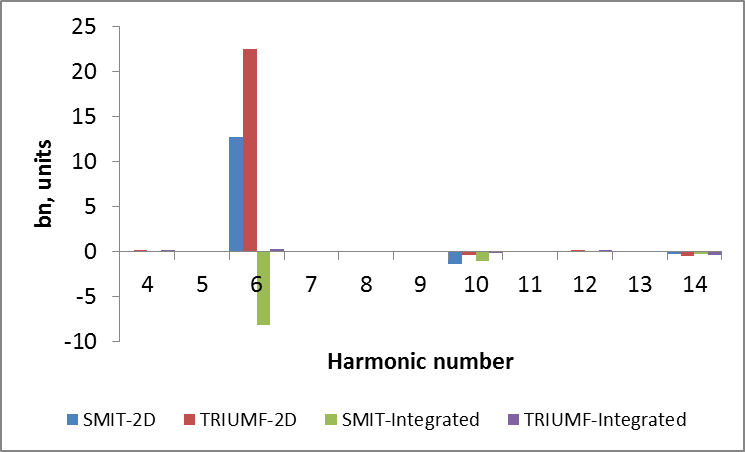 25
20
15
10
5
0
-5
-10
bn, units
4 5 6 7 8 9 10 11 12 13 14
Harmonic number
SMIT-2D TRIUMF-2D SMIT-Integrated TRIUMF-Integrated